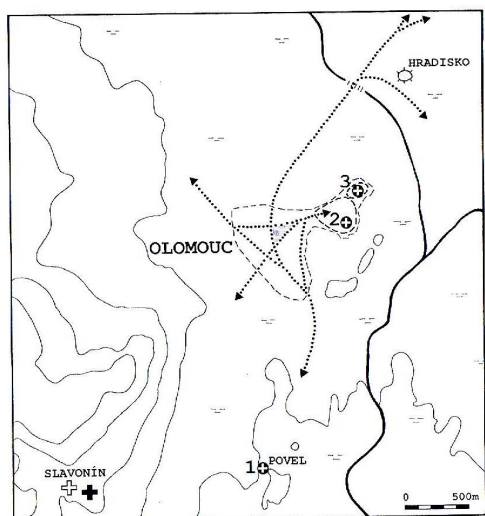 HRADISKO
3
2
OLOMOUC
1 POVEL
SLAVONÍN
0 500m